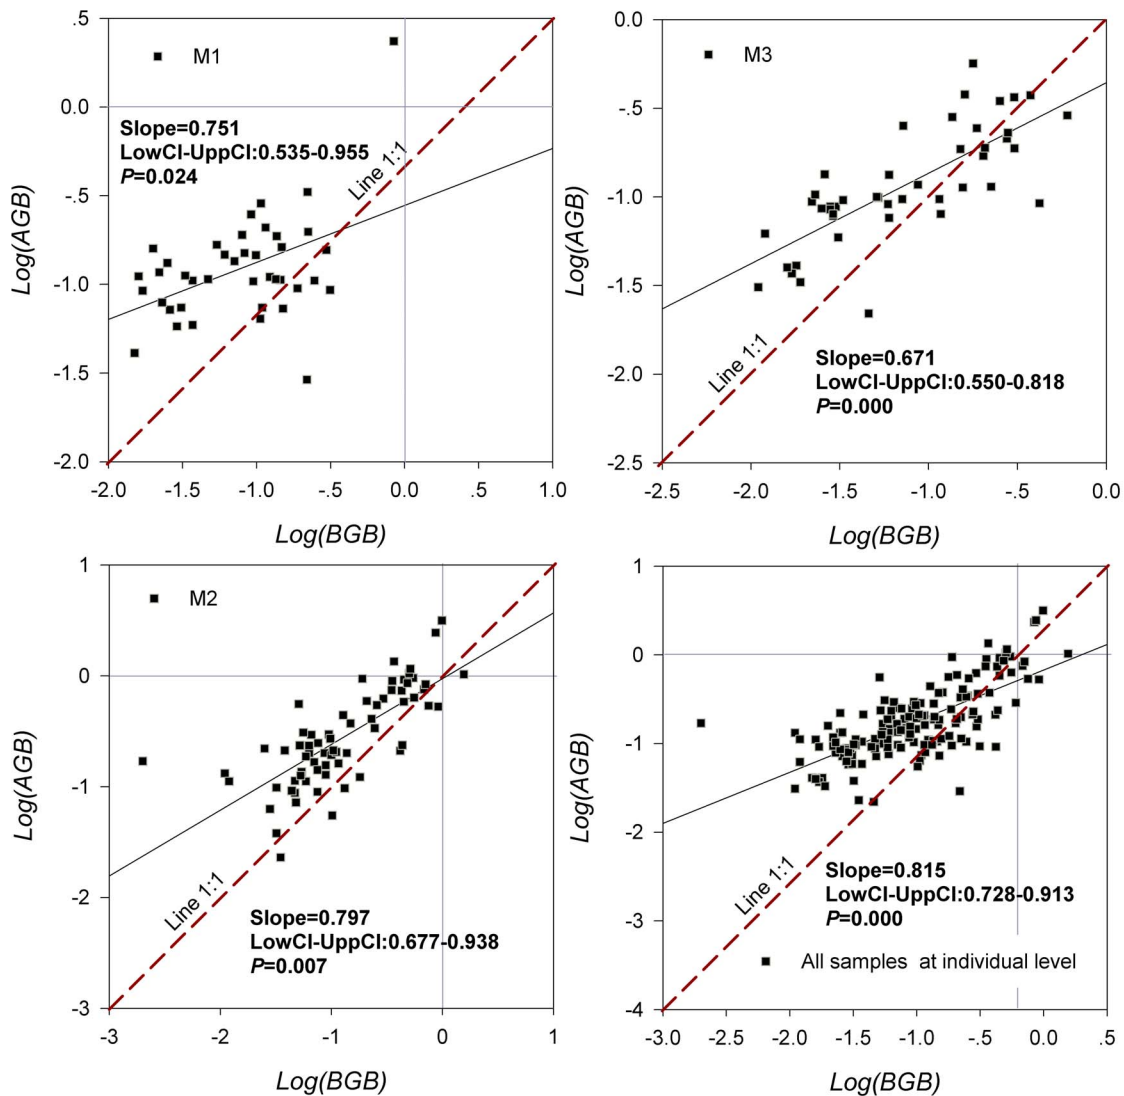 M1
Slope=0.751
LowCI-UppCI:0.535-0.955
P=0.024
Line 1:1
.5
0.0
-.5
-1.0
-1.5
-2.0
-2.0 -1.5 -1.0 -.5 0.0 .5 1.0
Log(AGB)
Log(BGB)
M3
Slope=0.671
LowCI-UppCI:0.550-0.818
P=0.000
Line 1:1
0.0
-.5
-1.0
-1.5
-2.0
-2.5
-2.5 -2.0 -1.5 -1.0 -.5 0.0
Log(AGB)
Log(BGB)
M2
Slope=0.797
LowCI-UppCI:0.677-0.938
P=0.007
Line 1:1
1
0
-1
-2
-3
-3 -2 -1 0 1
Log(AGB)
Log(BGB)
Slope=0.815
LowCI-UppCI:0.728-0.913
P=0.000
All samples at individual level
Line 1:1
1
0
-1
-2
-3
-4
-3.0 -2.5 -2.0 -1.5 -1.0 -.5 0.0 .5
Log(AGB)
Log(BGB)